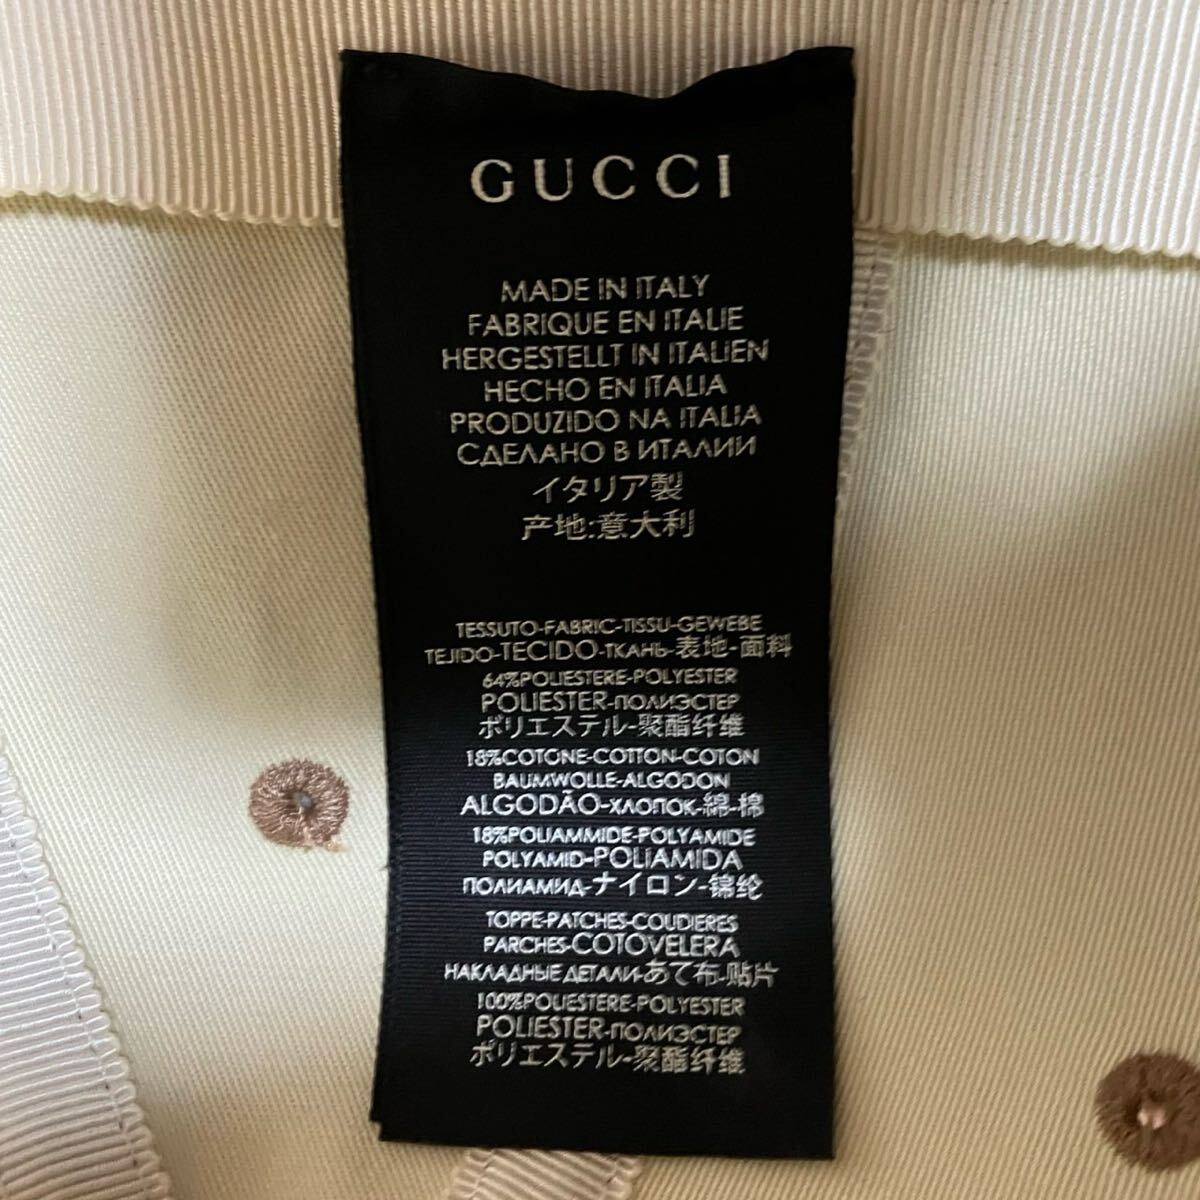 GUCCI
MADE IN ITALY
FABRIQUE EN ITALIE
HERGESTELLT IN ITALIEN
HECHO EN ITALIA
PRODUZIDO NA ITALIA
СДЕЛАНО В ИТАЛИИ
イタリア製
产地:意大利
TESSUTO-FABRIC-TISSU-GEWEBE
TEJIDO-TECIDO-ТКАНЬ-表地-面料
64%POLIESTERE-POLYESTER
POLIESTER-ПОЛИЭСТЕР
ポリエステル-聚酯纤维
18%COTONE-COTTON-COTON
BAUMWOLLE-ALGODON
ALGODÃO-ХЛОПОК-綿-棉
18%POLIAMMIDE-POLYAMIDE
POLYAMID-POLIAMIDA
ПОЛИАМИД-ナイロン-锦纶
TOPPE-PATCHES-COUDIERES
PARCHES-COTOVELERA
НАКЛАДНЫЕ ДЕТАЛИ-あて布-贴片
100%POLIESTERE-POLYESTER
POLIESTER-ПОЛИЭСТЕР
ポリエステル-聚酯纤维